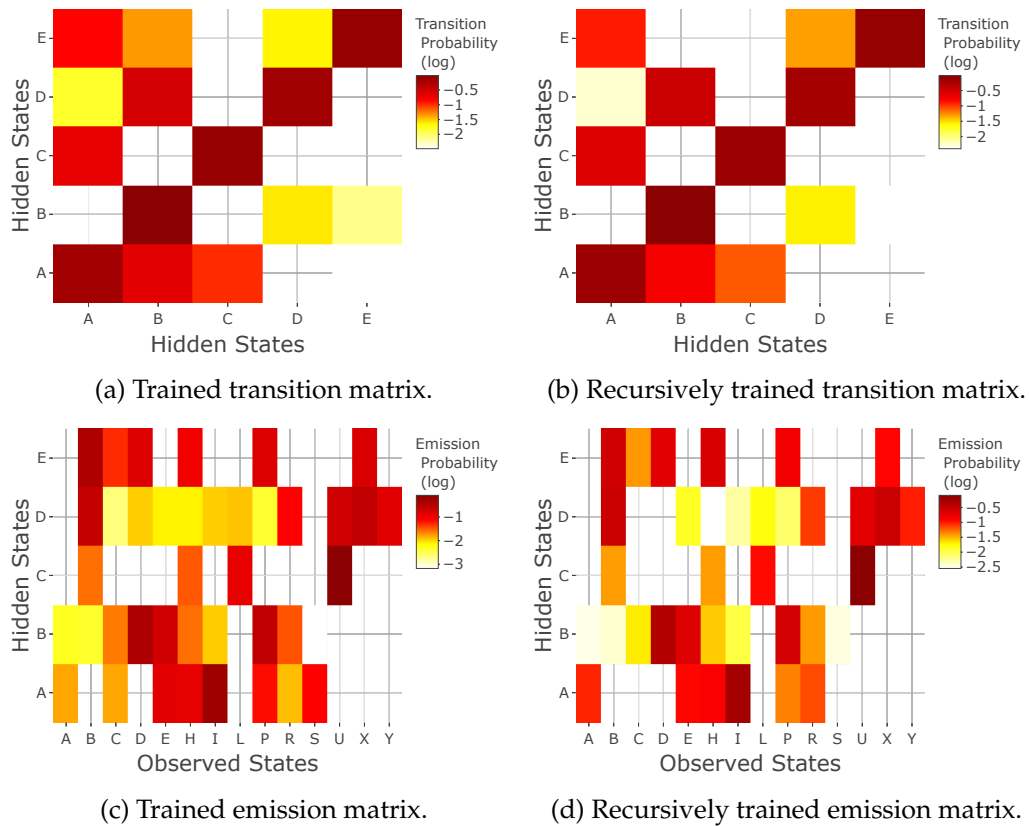 Transition
Probability
(log)
−0.5
−1
−1.5
−2
E
D
C
B
A
Hidden States
A B C D E
Hidden States
(a) Trained transition matrix.
Transition
Probability
(log)
−0.5
−1
−1.5
−2
E
D
C
B
A
Hidden States
A B C D E
Hidden States
(b) Recursively trained transition matrix.
Emission
Probability
(log)
−1
−2
−3
E
D
C
B
A
Hidden States
A B C D E H I L P R S U X Y
Observed States
(c) Trained emission matrix.
Emission
Probability
(log)
−0.5
−1
−1.5
−2
−2.5
E
D
C
B
A
Hidden States
A B C D E H I L P R S U X Y
Observed States
(d) Recursively trained emission matrix.